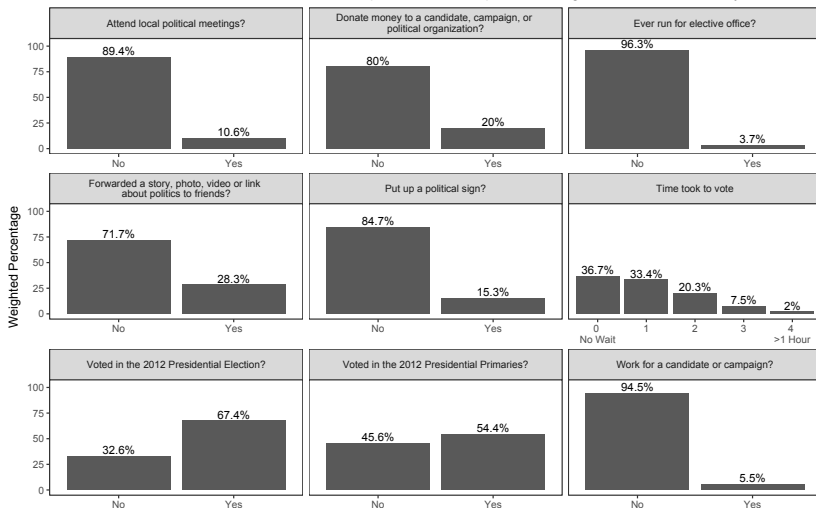 Attend local political meetings?
Donate money to a candidate, campaign, or
political organization?
Ever run for elective office?
100
75
50
25
0
89.4%
10.6%
80%
20%
96.3%
3.7%
No
Yes
No
Yes
No
Yes
Forwarded a story, photo, video or link
about politics to friends?
Put up a political sign?
Time took to vote
Weighted Percentage
100
75
50
25
0
71.7%
28.3%
84.7%
15.3%
36.7%
33.4%
20.3%
7.5%
2%
No
Yes
No
Yes
0
1
2
3
4
No Wait
>1 Hour
Voted in the 2012 Presidential Election?
Voted in the 2012 Presidential Primaries?
Work for a candidate or campaign?
100
75
50
25
0
32.6%
67.4%
45.6%
54.4%
94.5%
5.5%
No
Yes
No
Yes
No
Yes